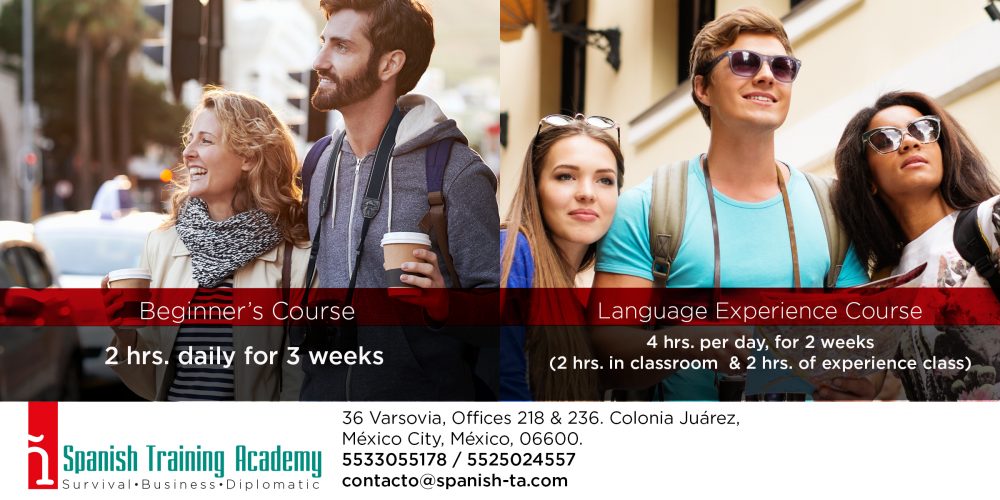 Beginner's Course
2 hrs. daily for 3 weeks
Language Experience Course
4 hrs. per day, for 2 weeks
(2 hrs. in classroom & 2 hrs. of experience class)
ñ
Spanish Training Academy
Survival•Business•Diplomatic
36 Varsovia, Offices 218 & 236. Colonia Juárez,
México City, México, 06600.
5533055178 / 5525024557
contacto@spanish-ta.com